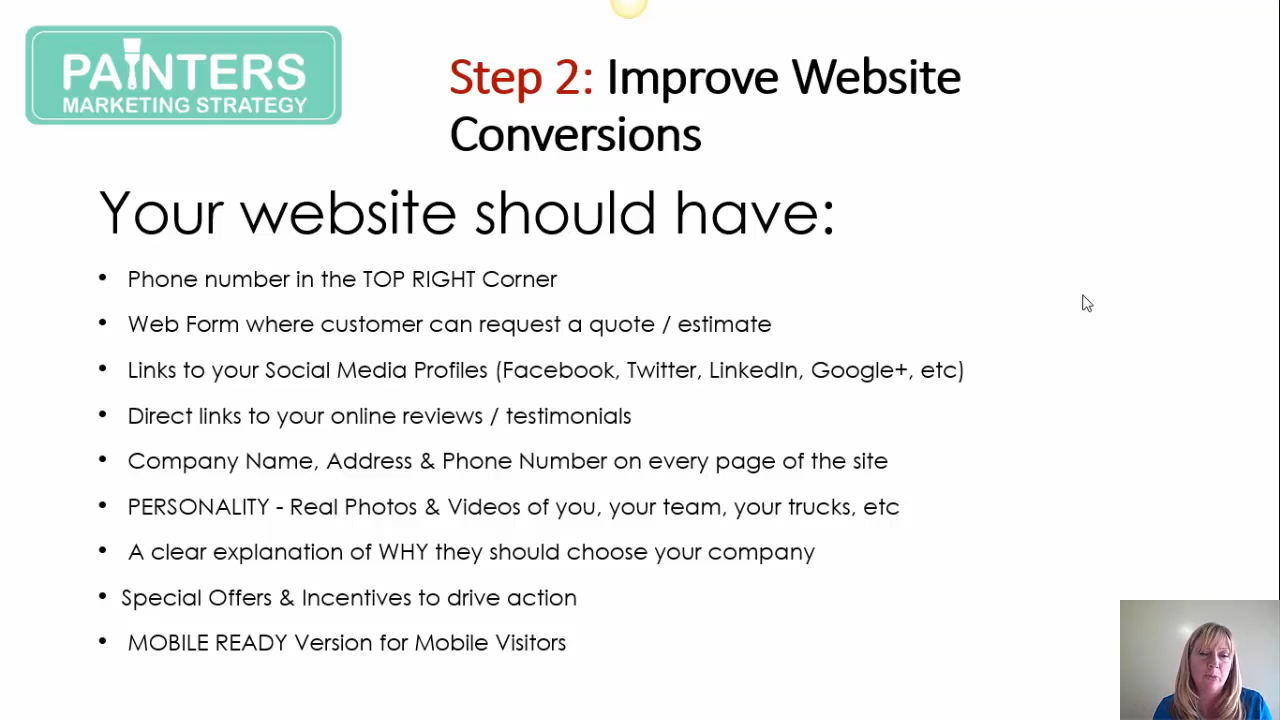 PAINTERS
MARKETING STRATEGY
Step 2: Improve Website
Conversions
Your website should have:
• Phone number in the TOP RIGHT Corner
• Web Form where customer can request a quote / estimate
• Links to your Social Media Profiles (Facebook, Twitter, LinkedIn, Google+, etc)
• Direct links to your online reviews / testimonials
• Company Name, Address & Phone Number on every page of the site
• PERSONALITY - Real Photos & Videos of you, your team, your trucks, etc
• A clear explanation of WHY they should choose your company
• Special Offers & Incentives to drive action
• MOBILE READY Version for Mobile Visitors